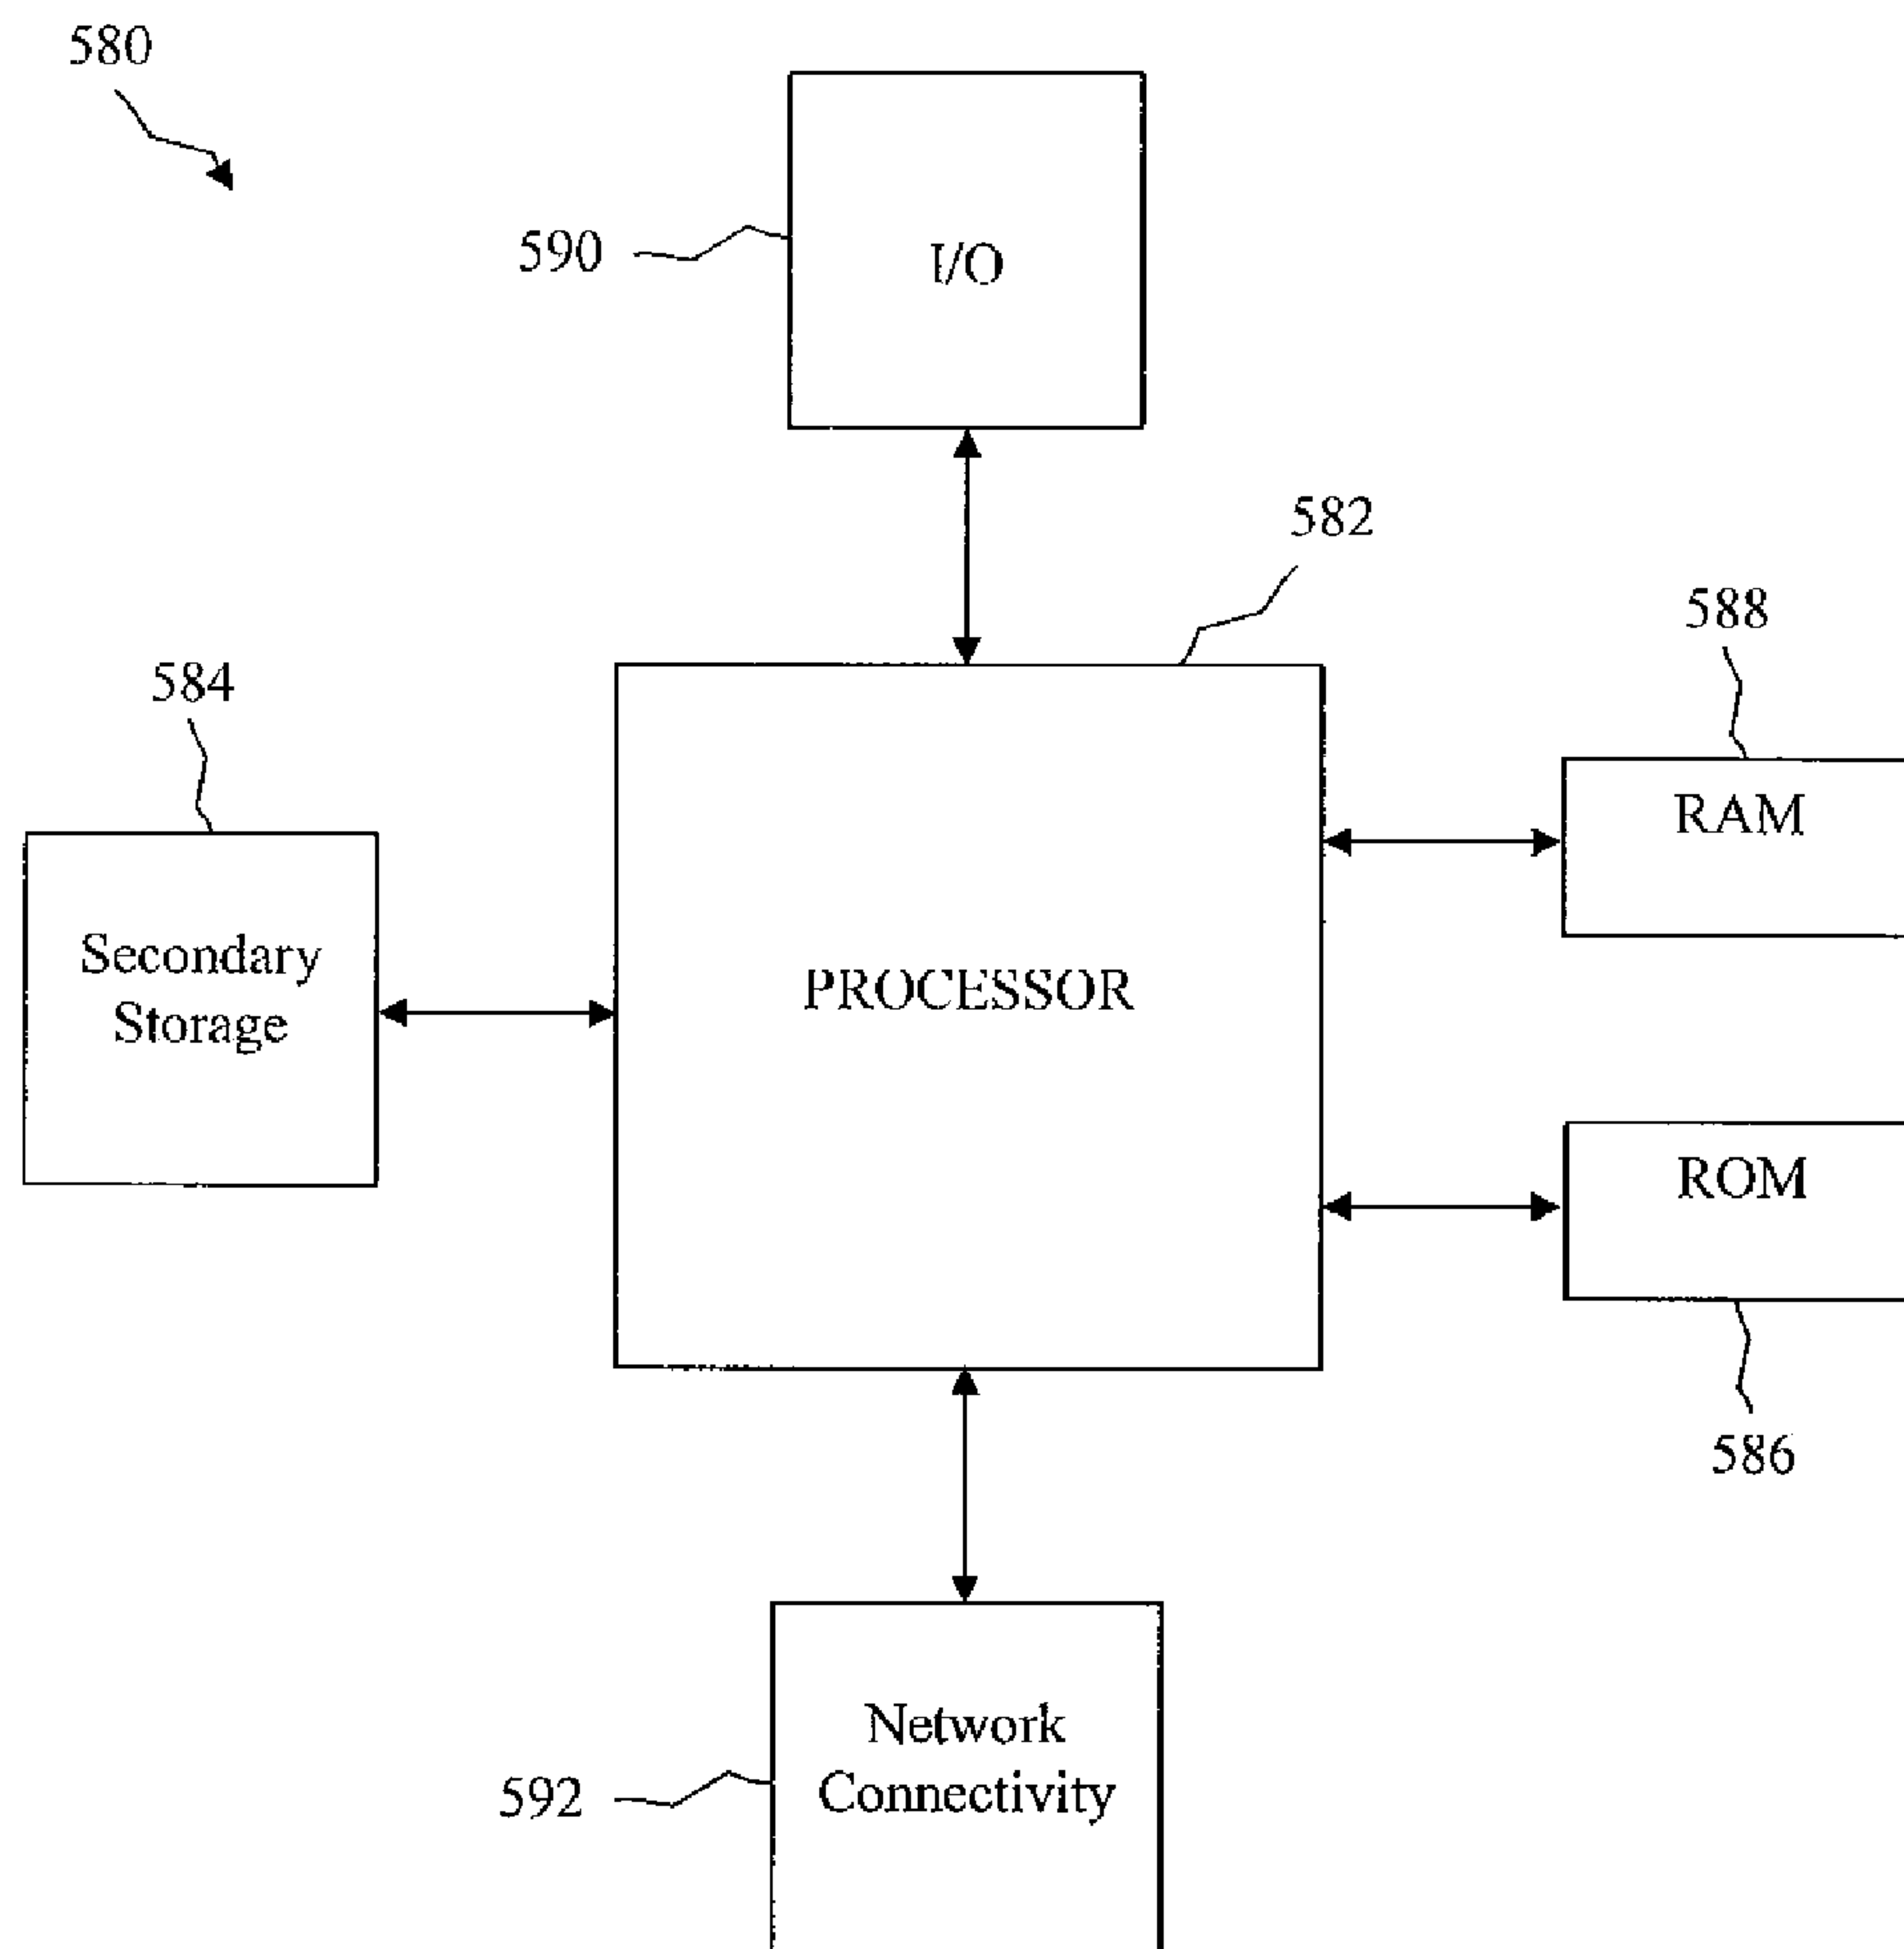 580
590
I/O
582
588
584
RAM
Secondary
Storage
PROCESSOR
ROM
586
Network
Connectivity
592